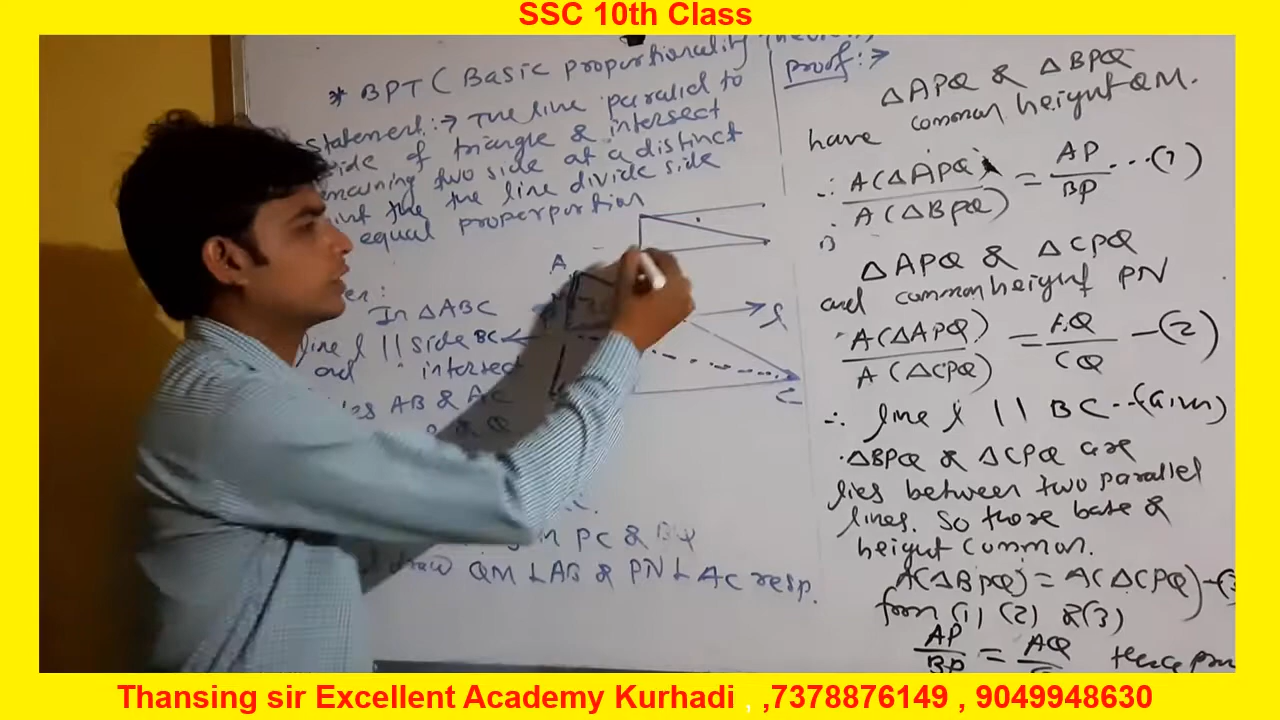 SSC 10th Class
* BPT ( Basic proportionality
Statement :→ The line parallel to
side of triangle & intersect
two side at a distinct
the the line divide side
equal properportion
A
In △ABC
line l || side BC
and intersect
AB & AC
& Q
l
C
PC & BQ
draw QM ⊥ AB & PN ⊥ AC resp.
proof :→
△APQ & △BPQ
have common height QM.
∴ A(△APQ) / A(△BPQ) = AP / BP ...(1)
△APQ & △CPQ
and common height PN
A(△APQ) / A(△CPQ) = AQ / CQ —(2)
∴ line l || BC --(Given)
△BPQ & △CPQ are
lies between two parallel
lines. So those base &
height common.
A(△BPQ) = A(△CPQ) —(3
from (1) (2) &(3)
AP / BP = AQ /
Hence
Thansing sir Excellent Academy Kurhadi , ,7378876149 , 9049948630